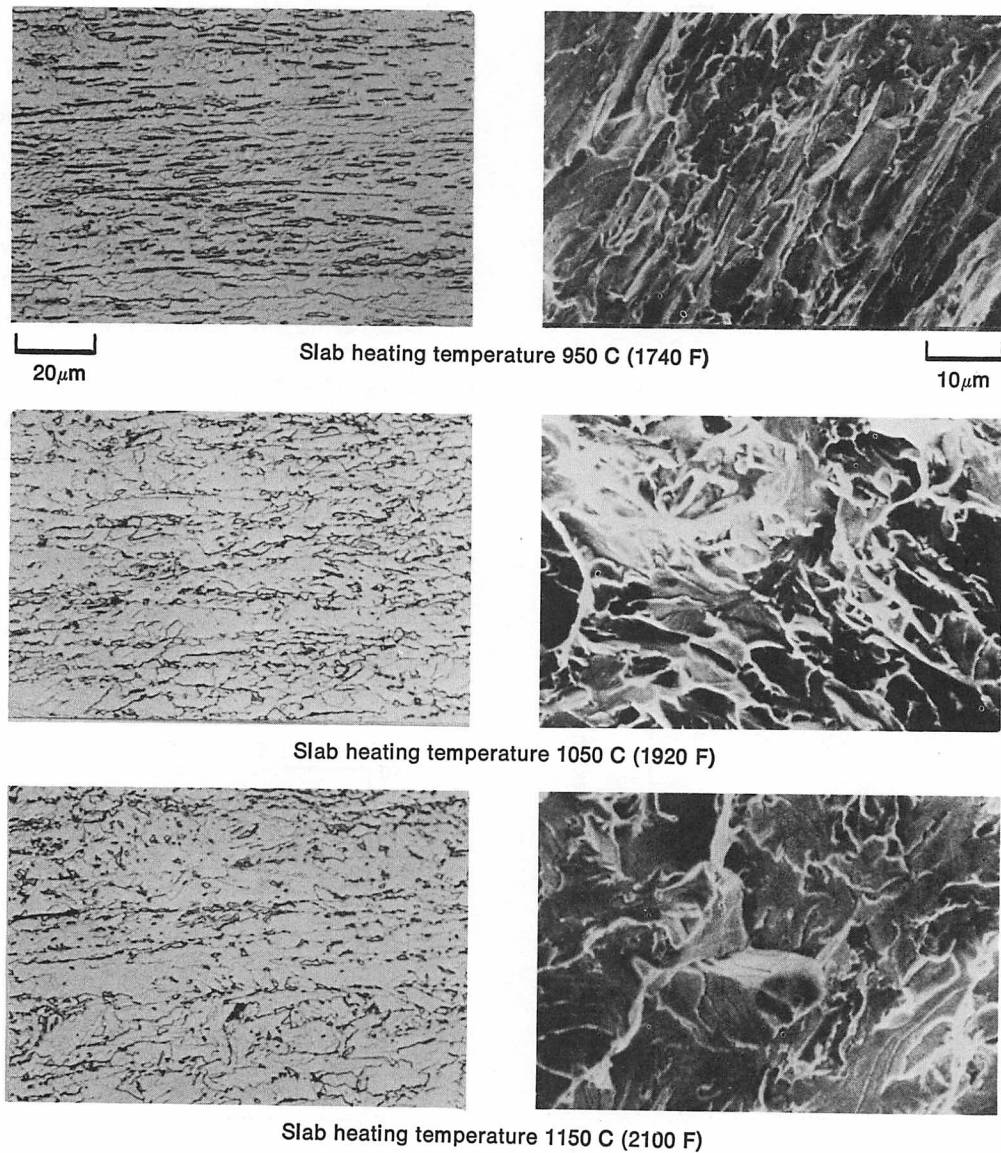 Slab heating temperature 950 C (1740 F)
20μm
10μm
Slab heating temperature 1050 C (1920 F)
Slab heating temperature 1150 C (2100 F)